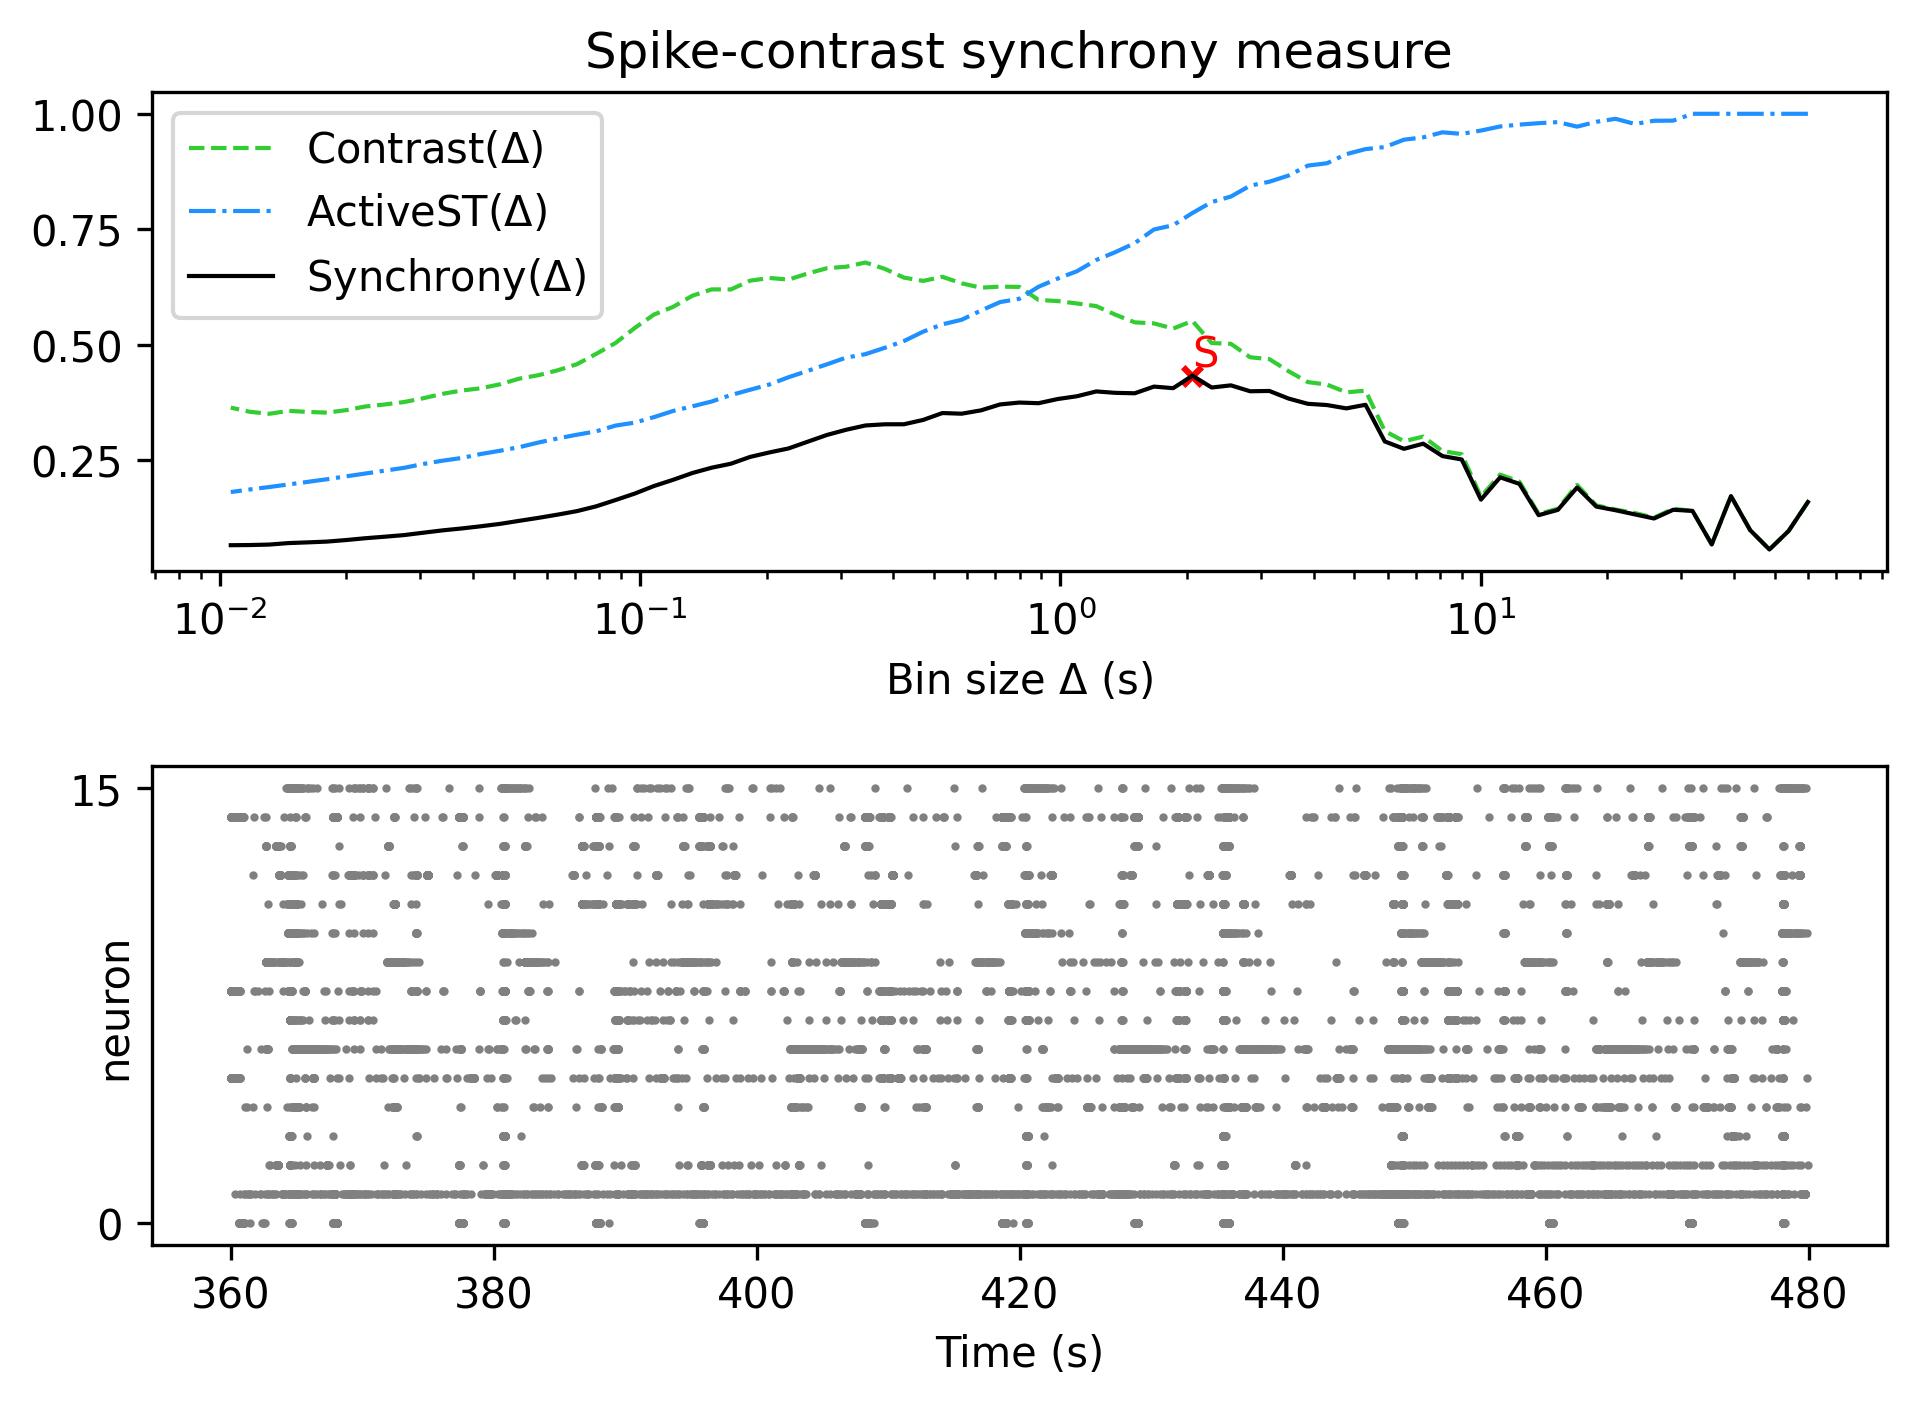 Spike-contrast synchrony measure
1.00
0.75
0.50
0.25
Contrast(Δ)
ActiveST(Δ)
Synchrony(Δ)
S
10⁻² 10⁻¹ 10⁰ 10¹
Bin size Δ (s)
15
neuron
0
360 380 400 420 440 460 480
Time (s)